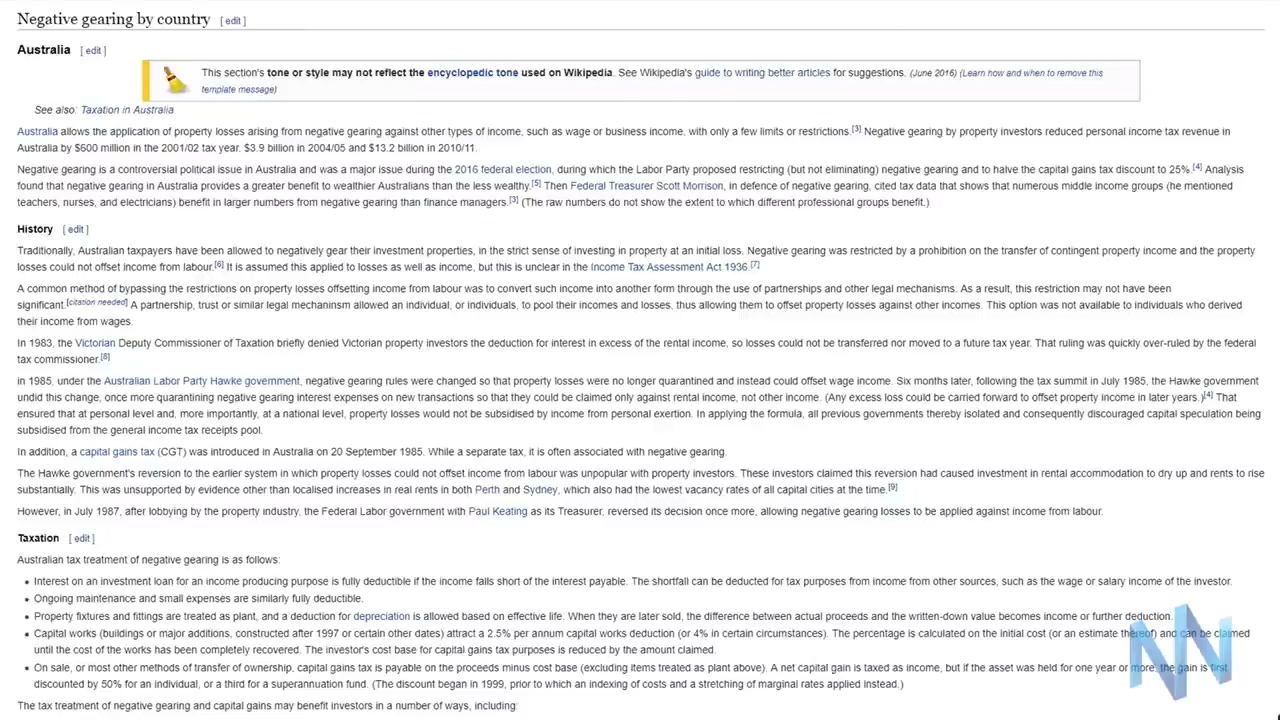 Negative gearing by country [ edit ]
Australia [ edit ]
This section's tone or style may not reflect the encyclopedic tone used on Wikipedia. See Wikipedia's guide to writing better articles for suggestions. (June 2016) (Learn how and when to remove this
template message)
See also: Taxation in Australia
Australia allows the application of property losses arising from negative gearing against other types of income, such as wage or business income, with only a few limits or restrictions.[3] Negative gearing by property investors reduced personal income tax revenue in
Australia by $600 million in the 2001/02 tax year. $3.9 billion in 2004/05 and $13.2 billion in 2010/11.
Negative gearing is a controversial political issue in Australia and was a major issue during the 2016 federal election, during which the Labor Party proposed restricting (but not eliminating) negative gearing and to halve the capital gains tax discount to 25%.[4] Analysis
found that negative gearing in Australia provides a greater benefit to wealthier Australians than the less wealthy.[5] Then Federal Treasurer Scott Morrison, in defence of negative gearing, cited tax data that shows that numerous middle income groups (he mentioned
teachers, nurses, and electricians) benefit in larger numbers from negative gearing than finance managers.[3] (The raw numbers do not show the extent to which different professional groups benefit.)
History [ edit ]
Traditionally, Australian taxpayers have been allowed to negatively gear their investment properties, in the strict sense of investing in property at an initial loss. Negative gearing was restricted by a prohibition on the transfer of contingent property income and the property
losses could not offset income from labour.[6] It is assumed this applied to losses as well as income, but this is unclear in the Income Tax Assessment Act 1936.[7]
A common method of bypassing the restrictions on property losses offsetting income from labour was to convert such income into another form through the use of partnerships and other legal mechanisms. As a result, this restriction may not have been
significant.[citation needed] A partnership, trust or similar legal mechaninsm allowed an individual, or individuals, to pool their incomes and losses, thus allowing them to offset property losses against other incomes. This option was not available to individuals who derived
their income from wages.
In 1983, the Victorian Deputy Commissioner of Taxation briefly denied Victorian property investors the deduction for interest in excess of the rental income, so losses could not be transferred nor moved to a future tax year. That ruling was quickly over-ruled by the federal
tax commissioner.[8]
in 1985, under the Australian Labor Party Hawke government, negative gearing rules were changed so that property losses were no longer quarantined and instead could offset wage income. Six months later, following the tax summit in July 1985, the Hawke government
undid this change, once more quarantining negative gearing interest expenses on new transactions so that they could be claimed only against rental income, not other income. (Any excess loss could be carried forward to offset property income in later years.)[4] That
ensured that at personal level and, more importantly, at a national level, property losses would not be subsidised by income from personal exertion. In applying the formula, all previous governments thereby isolated and consequently discouraged capital speculation being
subsidised from the general income tax receipts pool.
In addition, a capital gains tax (CGT) was introduced in Australia on 20 September 1985. While a separate tax, it is often associated with negative gearing.
The Hawke government's reversion to the earlier system in which property losses could not offset income from labour was unpopular with property investors. These investors claimed this reversion had caused investment in rental accommodation to dry up and rents to rise
substantially. This was unsupported by evidence other than localised increases in real rents in both Perth and Sydney, which also had the lowest vacancy rates of all capital cities at the time.[9]
However, in July 1987, after lobbying by the property industry, the Federal Labor government with Paul Keating as its Treasurer, reversed its decision once more, allowing negative gearing losses to be applied against income from labour.
Taxation [ edit ]
Australian tax treatment of negative gearing is as follows:
• Interest on an investment loan for an income producing purpose is fully deductible if the income falls short of the interest payable. The shortfall can be deducted for tax purposes from income from other sources, such as the wage or salary income of the investor.
• Ongoing maintenance and small expenses are similarly fully deductible.
• Property fixtures and fittings are treated as plant, and a deduction for depreciation is allowed based on effective life. When they are later sold, the difference between actual proceeds and the written-down value becomes income or further deduction.
• Capital works (buildings or major additions, constructed after 1997 or certain other dates) attract a 2.5% per annum capital works deduction (or 4% in certain circumstances). The percentage is calculated on the initial cost (or an estimate thereof) and can be claimed
until the cost of the works has been completely recovered. The investor's cost base for capital gains tax purposes is reduced by the amount claimed.
• On sale, or most other methods of transfer of ownership, capital gains tax is payable on the proceeds minus cost base (excluding items treated as plant above). A net capital gain is taxed as income, but if the asset was held for one year or more, the gain is first
discounted by 50% for an individual, or a third for a superannuation fund. (The discount began in 1999, prior to which an indexing of costs and a stretching of marginal rates applied instead.)
The tax treatment of negative gearing and capital gains may benefit investors in a number of ways, including: